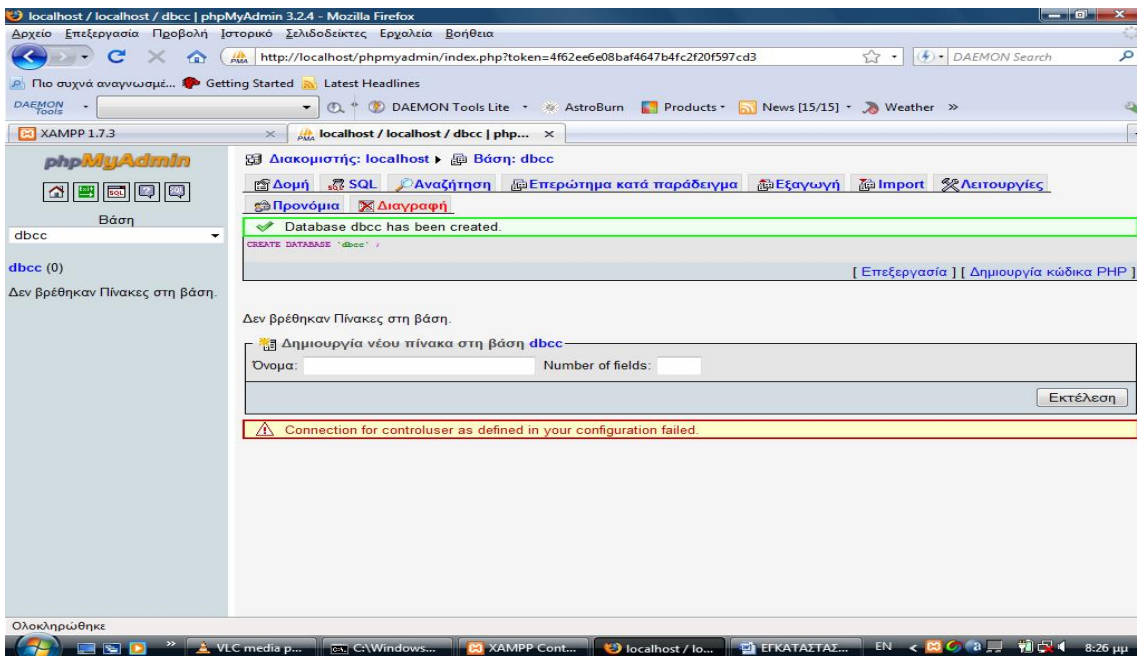 localhost / localhost / dbcc | phpMyAdmin 3.2.4 - Mozilla Firefox
Αρχείο Επεξεργασία Προβολή Ιστορικό Σελιδοδείκτες Εργαλεία Βοήθεια
http://localhost/phpmyadmin/index.php?token=4f62ee6e08baf4647b4fc2f20f597cd3
DAEMON Search
Πιο συχνά αναγνωσμέ... Getting Started Latest Headlines
DAEMON Tools
DAEMON Tools Lite AstroBurn Products News [15/15] Weather »
XAMPP 1.7.3
localhost / localhost / dbcc | php...
phpMyAdmin
SQL
Βάση
dbcc
dbcc (0)
Δεν βρέθηκαν Πίνακες στη βάση.
Διακομιστής: localhost ▸ Βάση: dbcc
Δομή SQL Αναζήτηση Επερώτημα κατά παράδειγμα Εξαγωγή Import Λειτουργίες
Προνόμια Διαγραφή
Database dbcc has been created.
CREATE DATABASE `dbcc` ;
[ Επεξεργασία ] [ Δημιουργία κώδικα PHP ]
Δεν βρέθηκαν Πίνακες στη βάση.
Δημιουργία νέου πίνακα στη βάση dbcc
Όνομα: Number of fields:
Εκτέλεση
Connection for controluser as defined in your configuration failed.
Ολοκληρώθηκε
» VLC media p... C:\Windows... XAMPP Cont... localhost / lo... ΕΓΚΑΤΑΣΤΑΣ... EN < 8:26 μμ